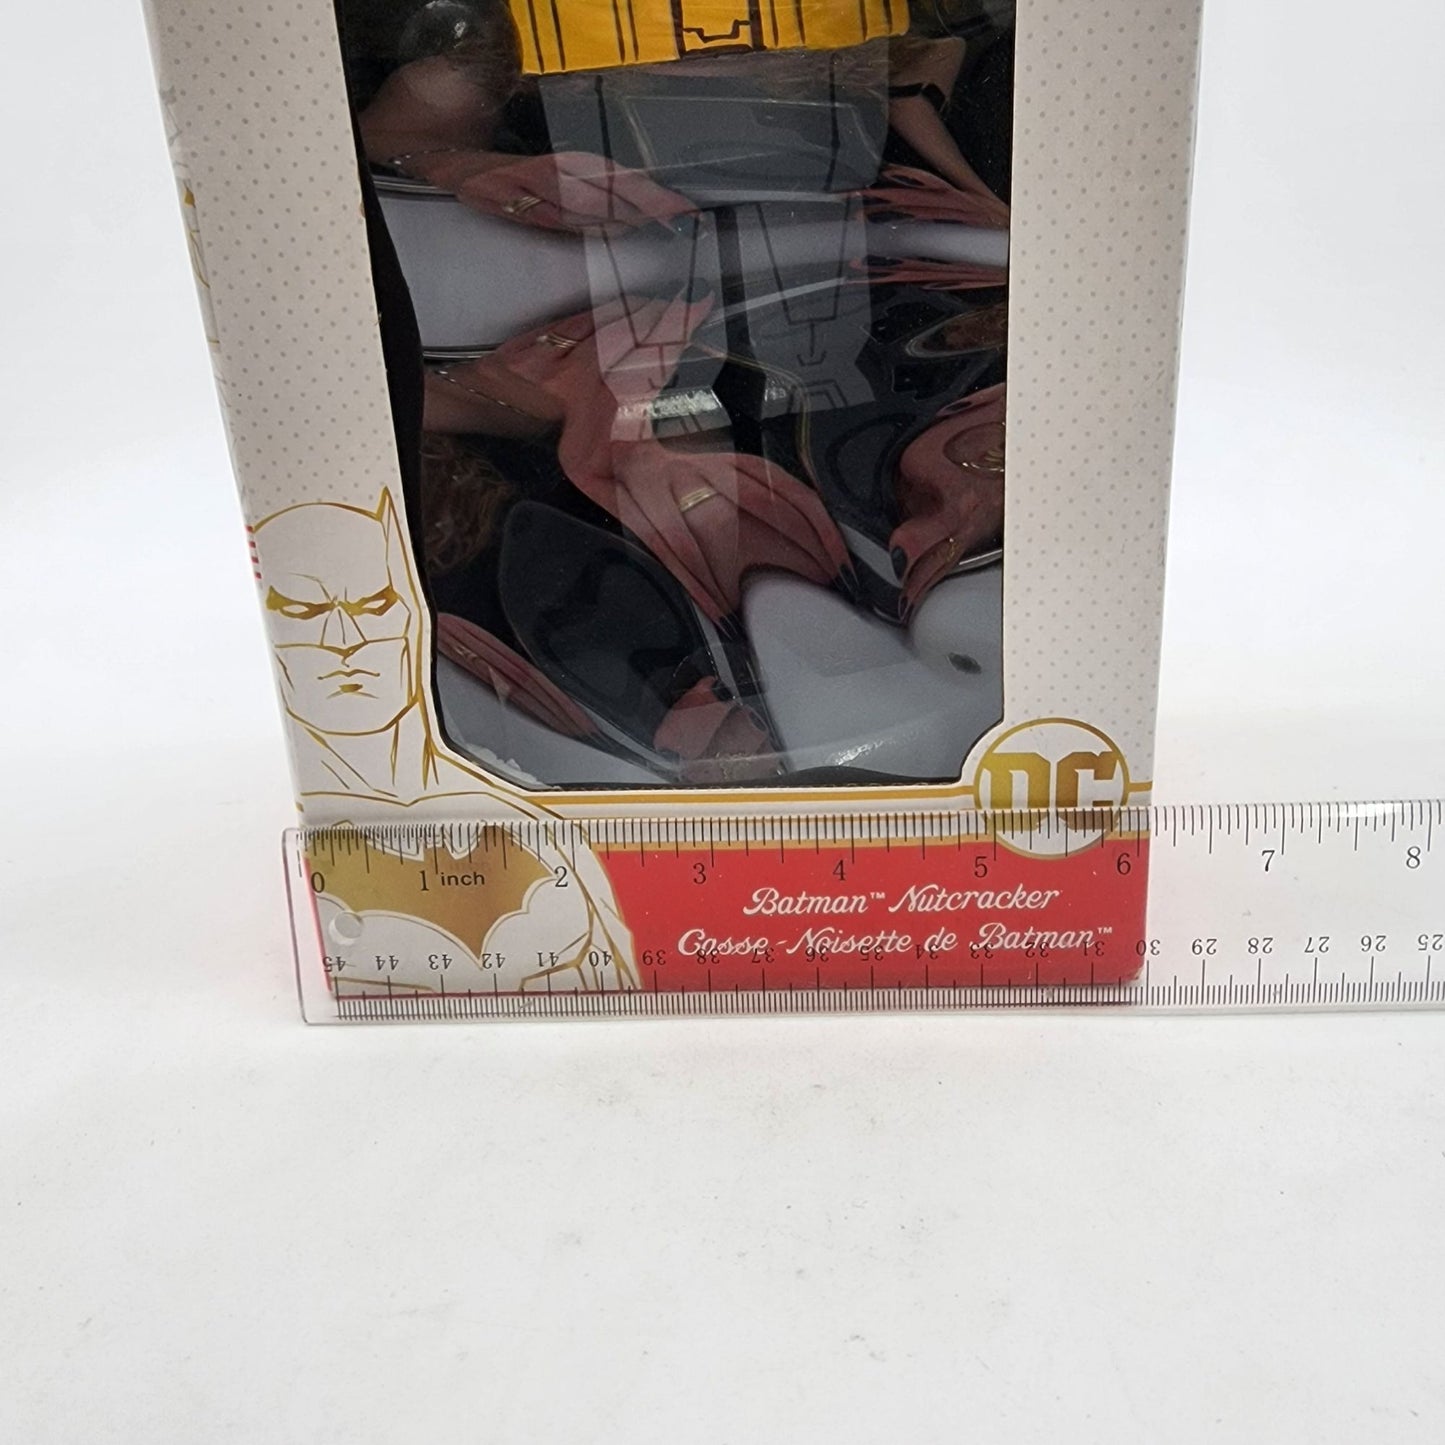 DC
0 1 inch 2 3 4 5 6 7 8
Batman™ Nutcracker
Casse-Noisette de Batman™
45 44 43 42 41 40 39 38 37 36 35 34 33 32 31 30 29 28 27 26 25